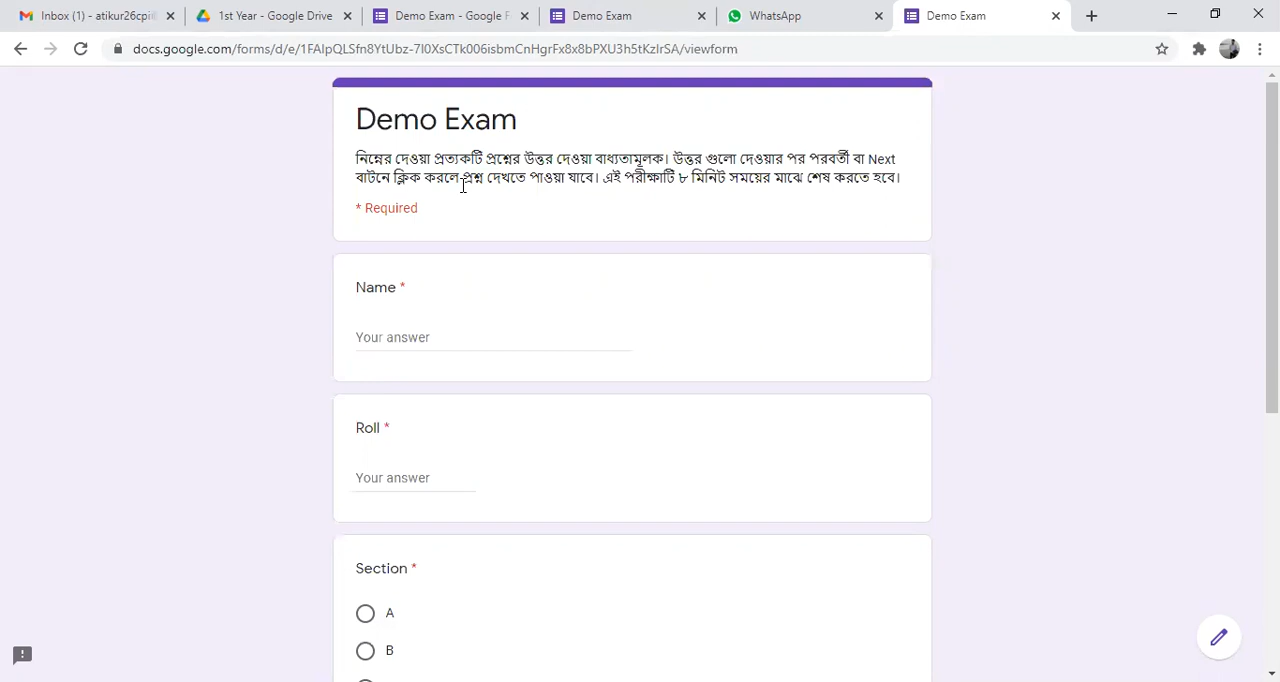 Inbox (1) - atikur26cpi@
1st Year - Google Drive
Demo Exam - Google F
Demo Exam
WhatsApp
Demo Exam
docs.google.com/forms/d/e/1FAIpQLSfn8YtUbz-7I0XsCTk006isbmCnHgrFx8x8bPXU3h5tKzIrSA/viewform
Demo Exam
নিম্নের দেওয়া প্রত্যকটি প্রশ্নের উত্তর দেওয়া বাধ্যতামূলক। উত্তর গুলো দেওয়ার পর পরবর্তী বা Next
বাটনে ক্লিক করলে প্রশ্ন দেখতে পাওয়া যাবে। এই পরীক্ষাটি ৮ মিনিট সময়ের মাঝে শেষ করতে হবে।
* Required
Name *
Your answer
Roll *
Your answer
Section *
A
B